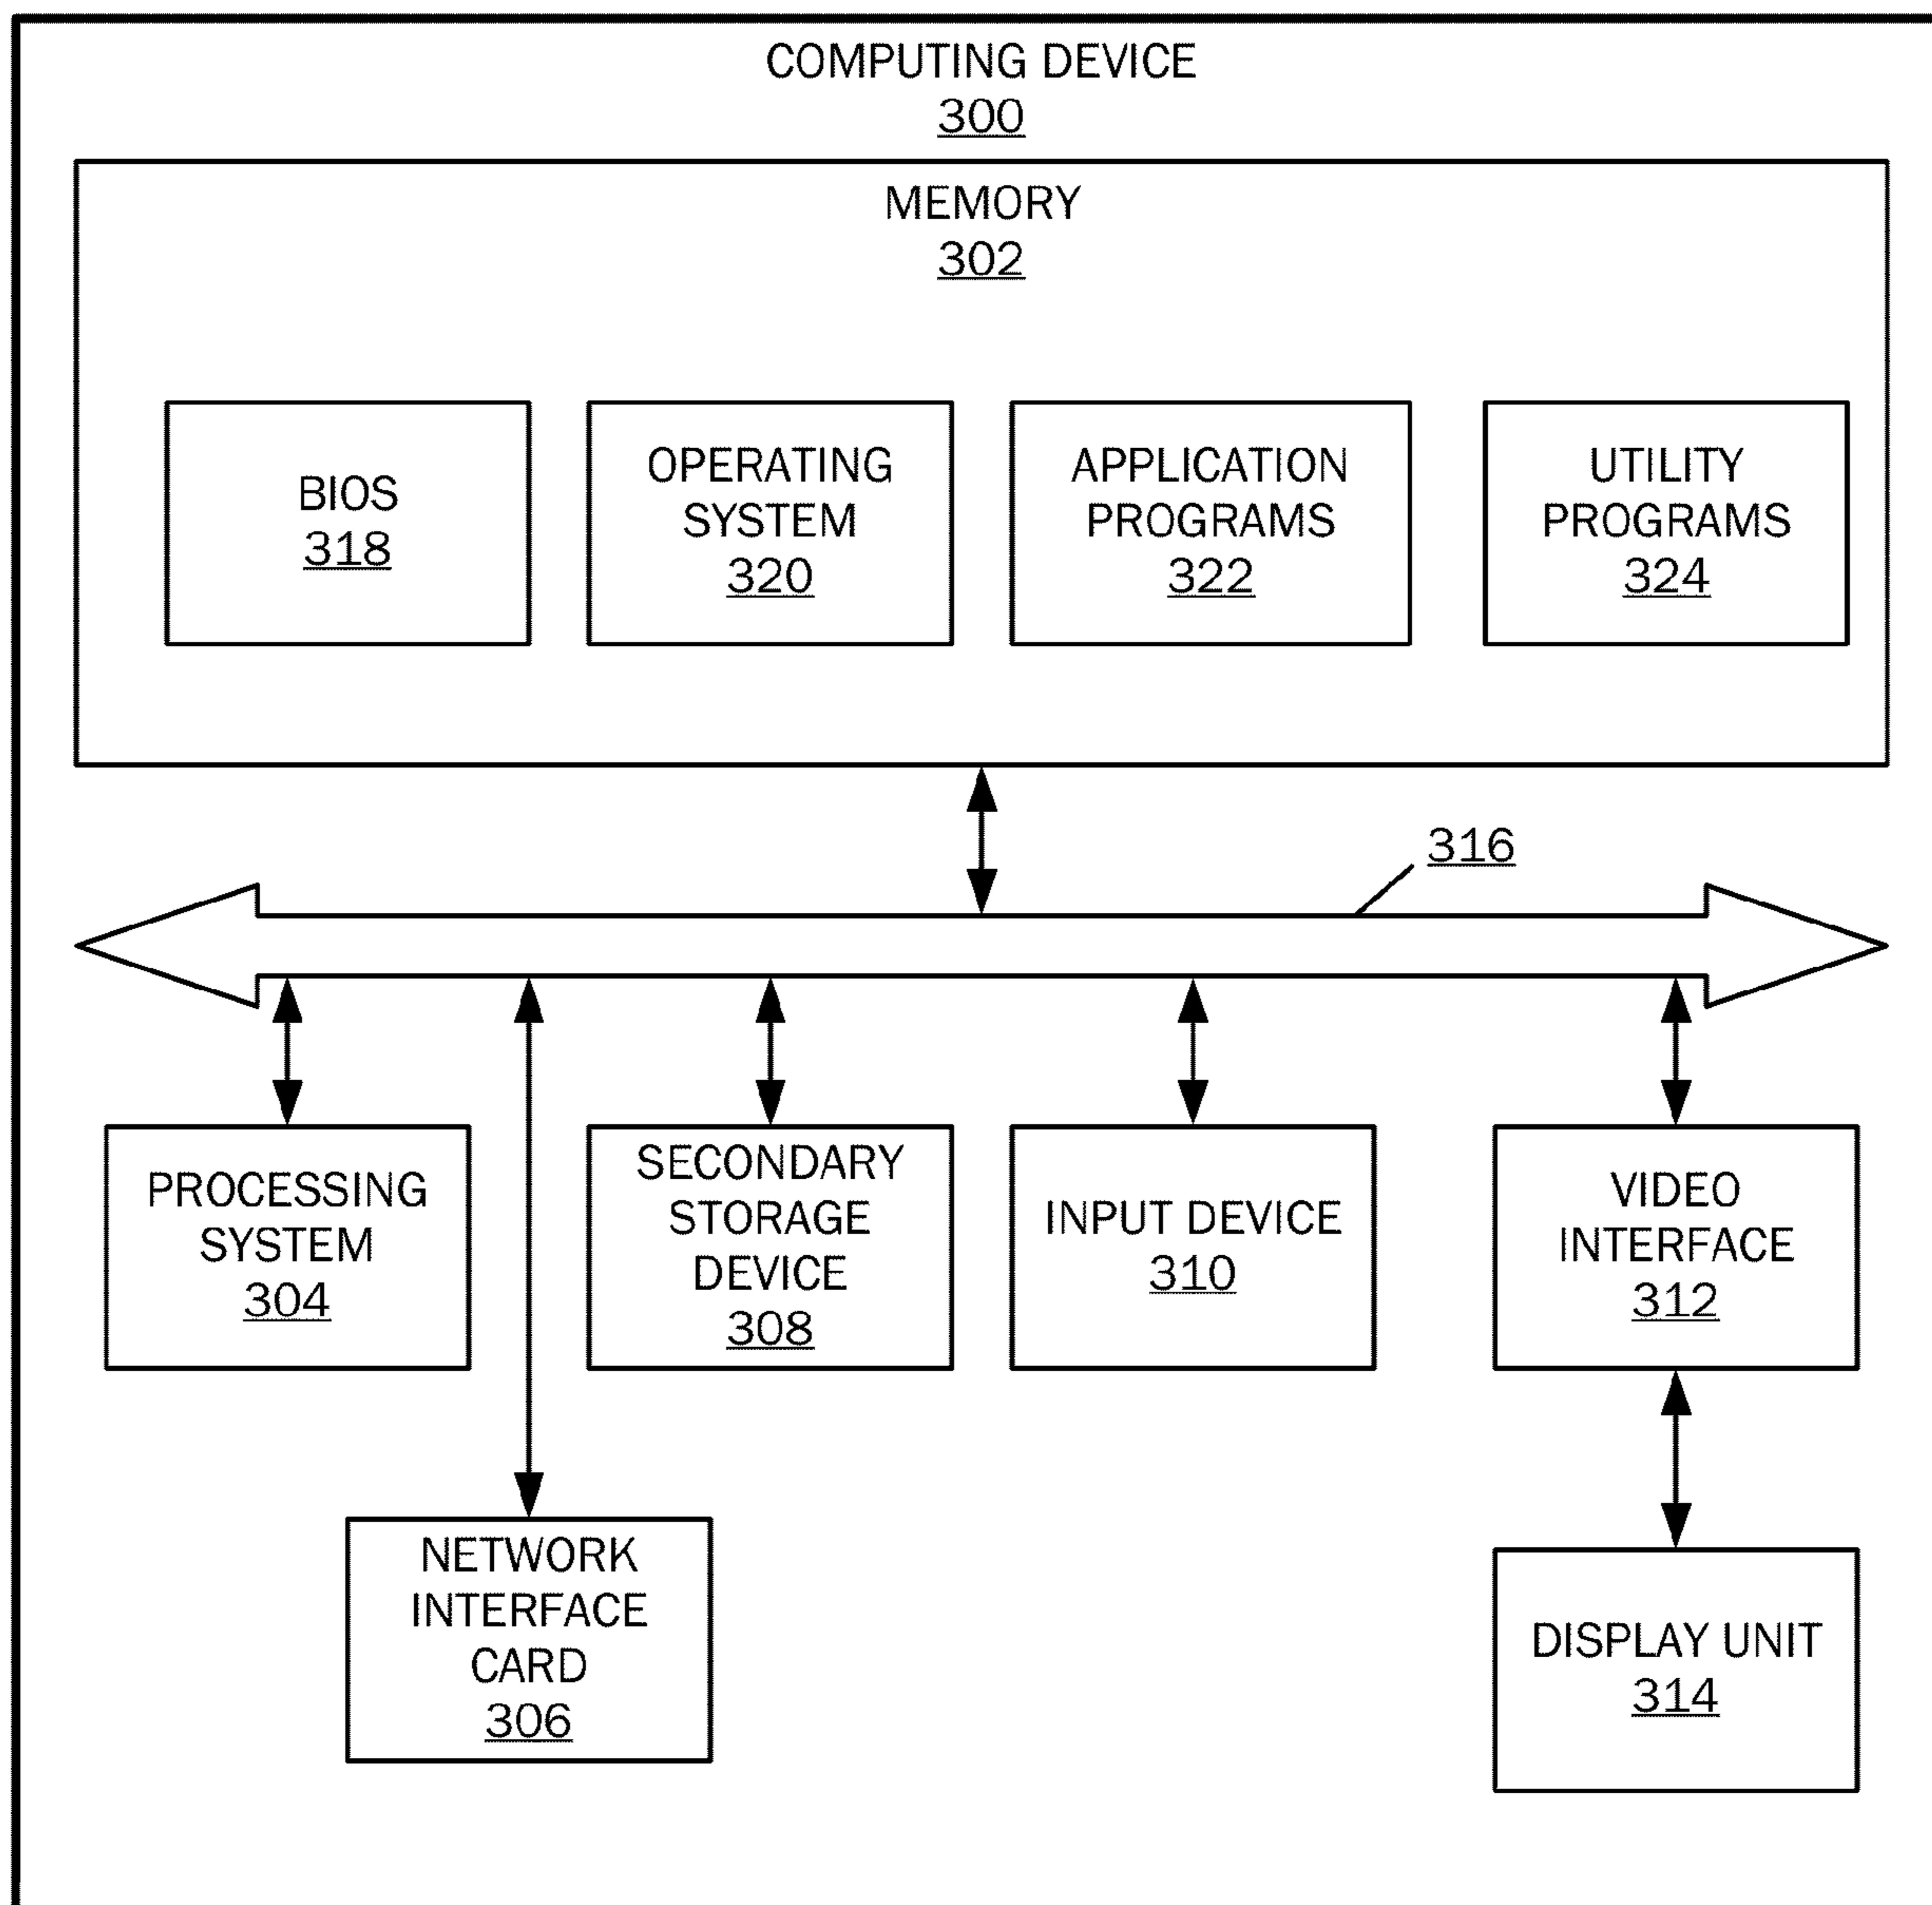 COMPUTING DEVICE
300
MEMORY
302
BIOS
318
OPERATING
SYSTEM
320
APPLICATION
PROGRAMS
322
UTILITY
PROGRAMS
324
316
PROCESSING
SYSTEM
304
SECONDARY
STORAGE
DEVICE
308
INPUT DEVICE
310
VIDEO
INTERFACE
312
NETWORK
INTERFACE
CARD
306
DISPLAY UNIT
314